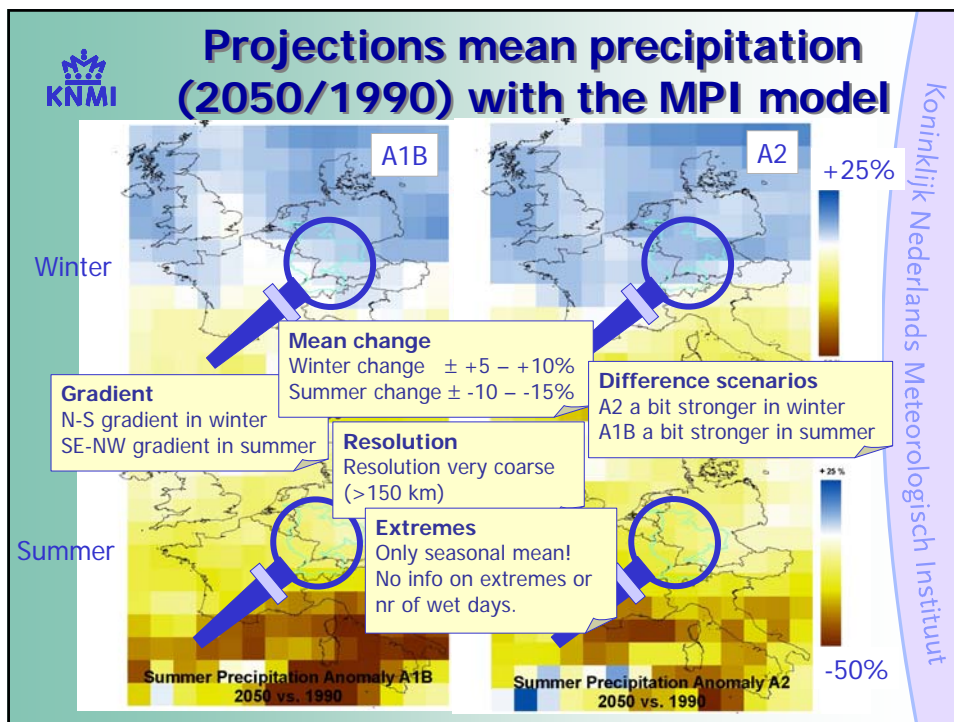 Projections mean precipitation
(2050/1990) with the MPI model
KNMI
Koninklijk Nederlands Meteorologisch Instituut
A1B
A2
+25%
Winter
Mean change
Winter change ± +5 – +10%
Summer change ± -10 – -15%
Gradient
N-S gradient in winter
SE-NW gradient in summer
Difference scenarios
A2 a bit stronger in winter
A1B a bit stronger in summer
Resolution
Resolution very coarse
(>150 km)
+ 25 %
Summer
Extremes
Only seasonal mean!
No info on extremes or
nr of wet days.
-50%
Summer Precipitation Anomaly A1B
2050 vs. 1990
Summer Precipitation Anomaly A2
2050 vs. 1990